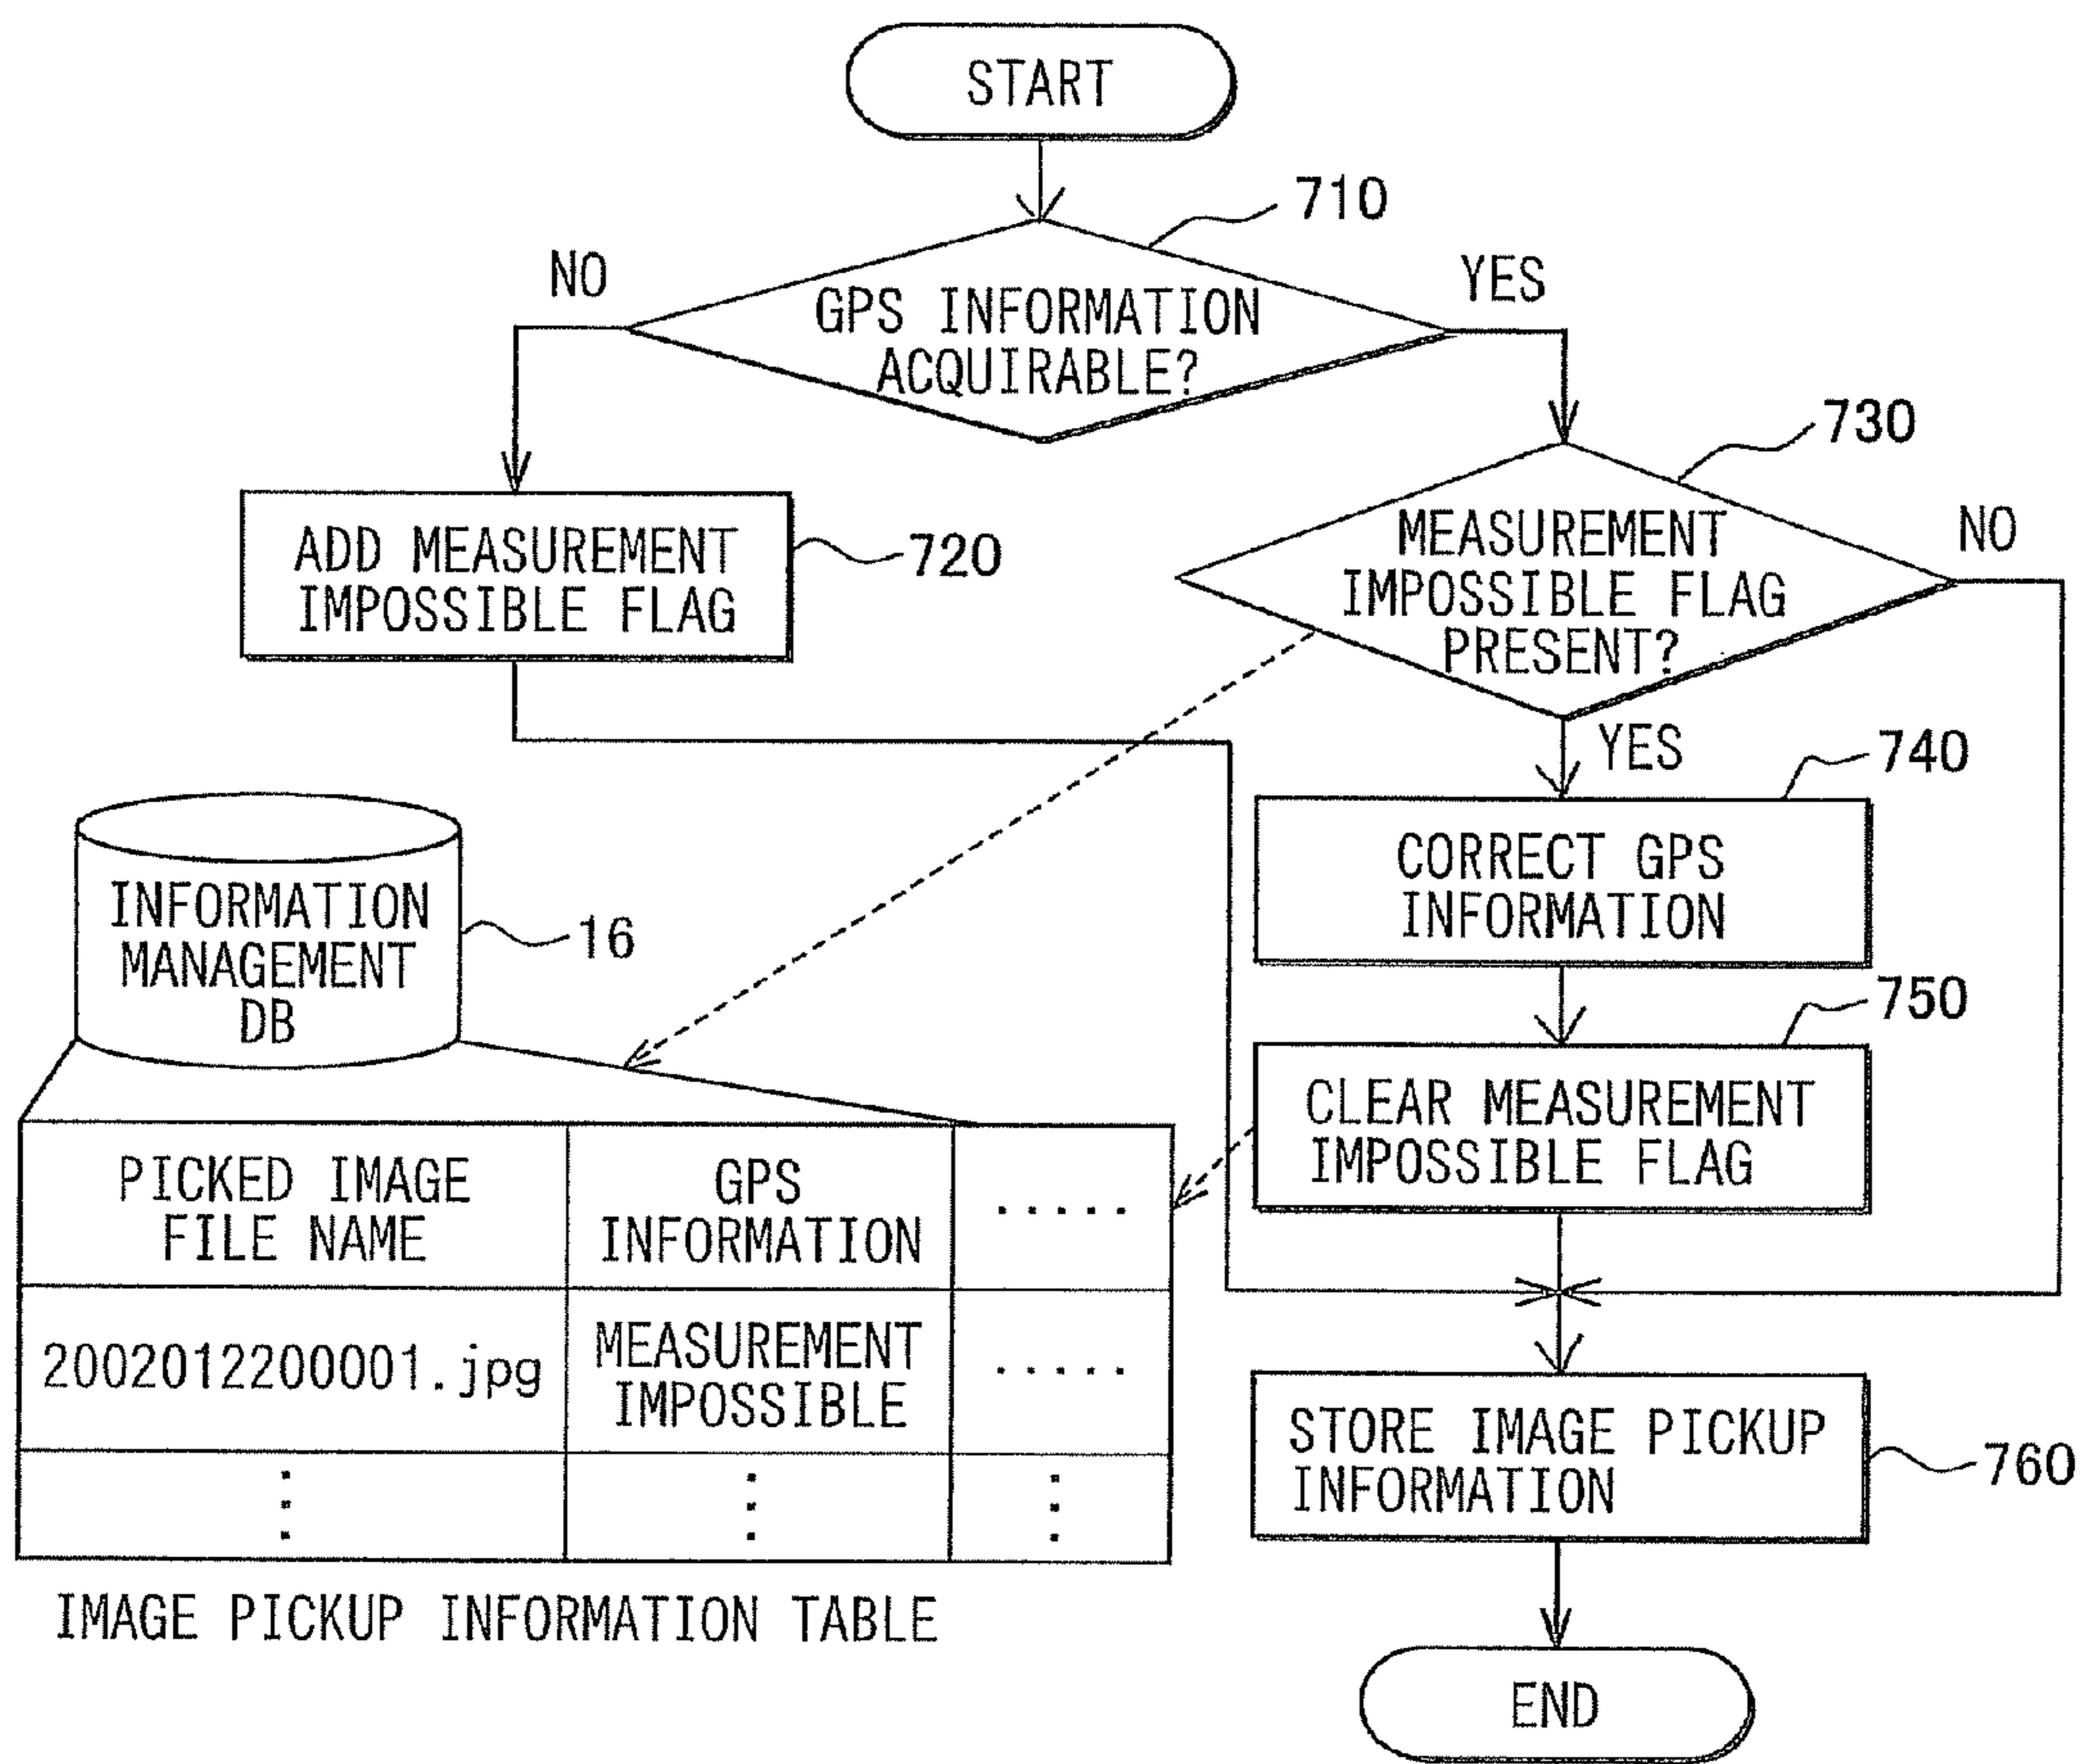 START
710
NO
YES
GPS INFORMATION
ACQUIRABLE?
730
ADD MEASUREMENT
IMPOSSIBLE FLAG
720
MEASUREMENT
IMPOSSIBLE FLAG
PRESENT?
NO
YES
740
CORRECT GPS
INFORMATION
INFORMATION
MANAGEMENT
DB
16
750
CLEAR MEASUREMENT
IMPOSSIBLE FLAG
PICKED IMAGE
FILE NAME
GPS
INFORMATION
.....
2002012200001.jpg
MEASUREMENT
IMPOSSIBLE
.....
STORE IMAGE PICKUP
INFORMATION
760
IMAGE PICKUP INFORMATION TABLE
END